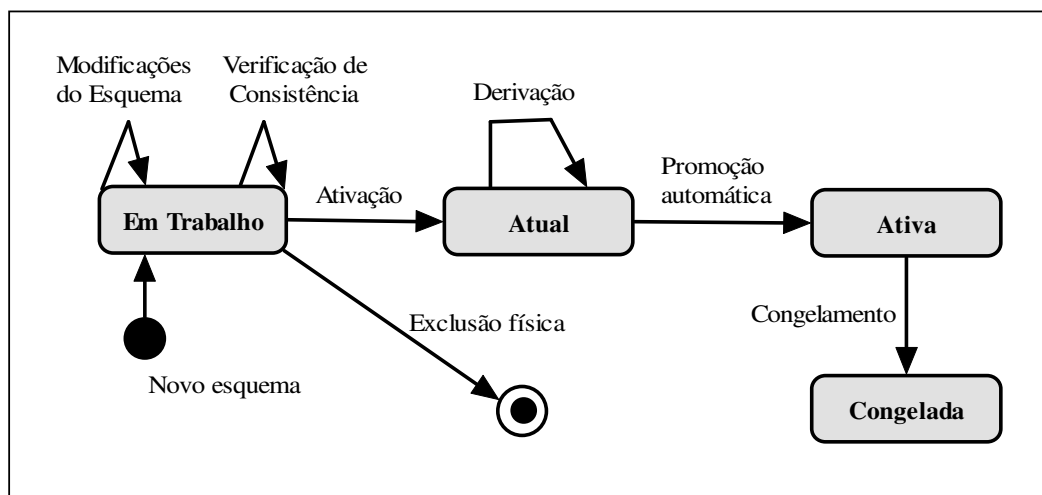 Modificações
do Esquema
Verificação de
Consistência
Derivação
Promoção
automática
Em Trabalho
Ativação
Atual
Ativa
Exclusão física
Congelamento
Novo esquema
Congelada